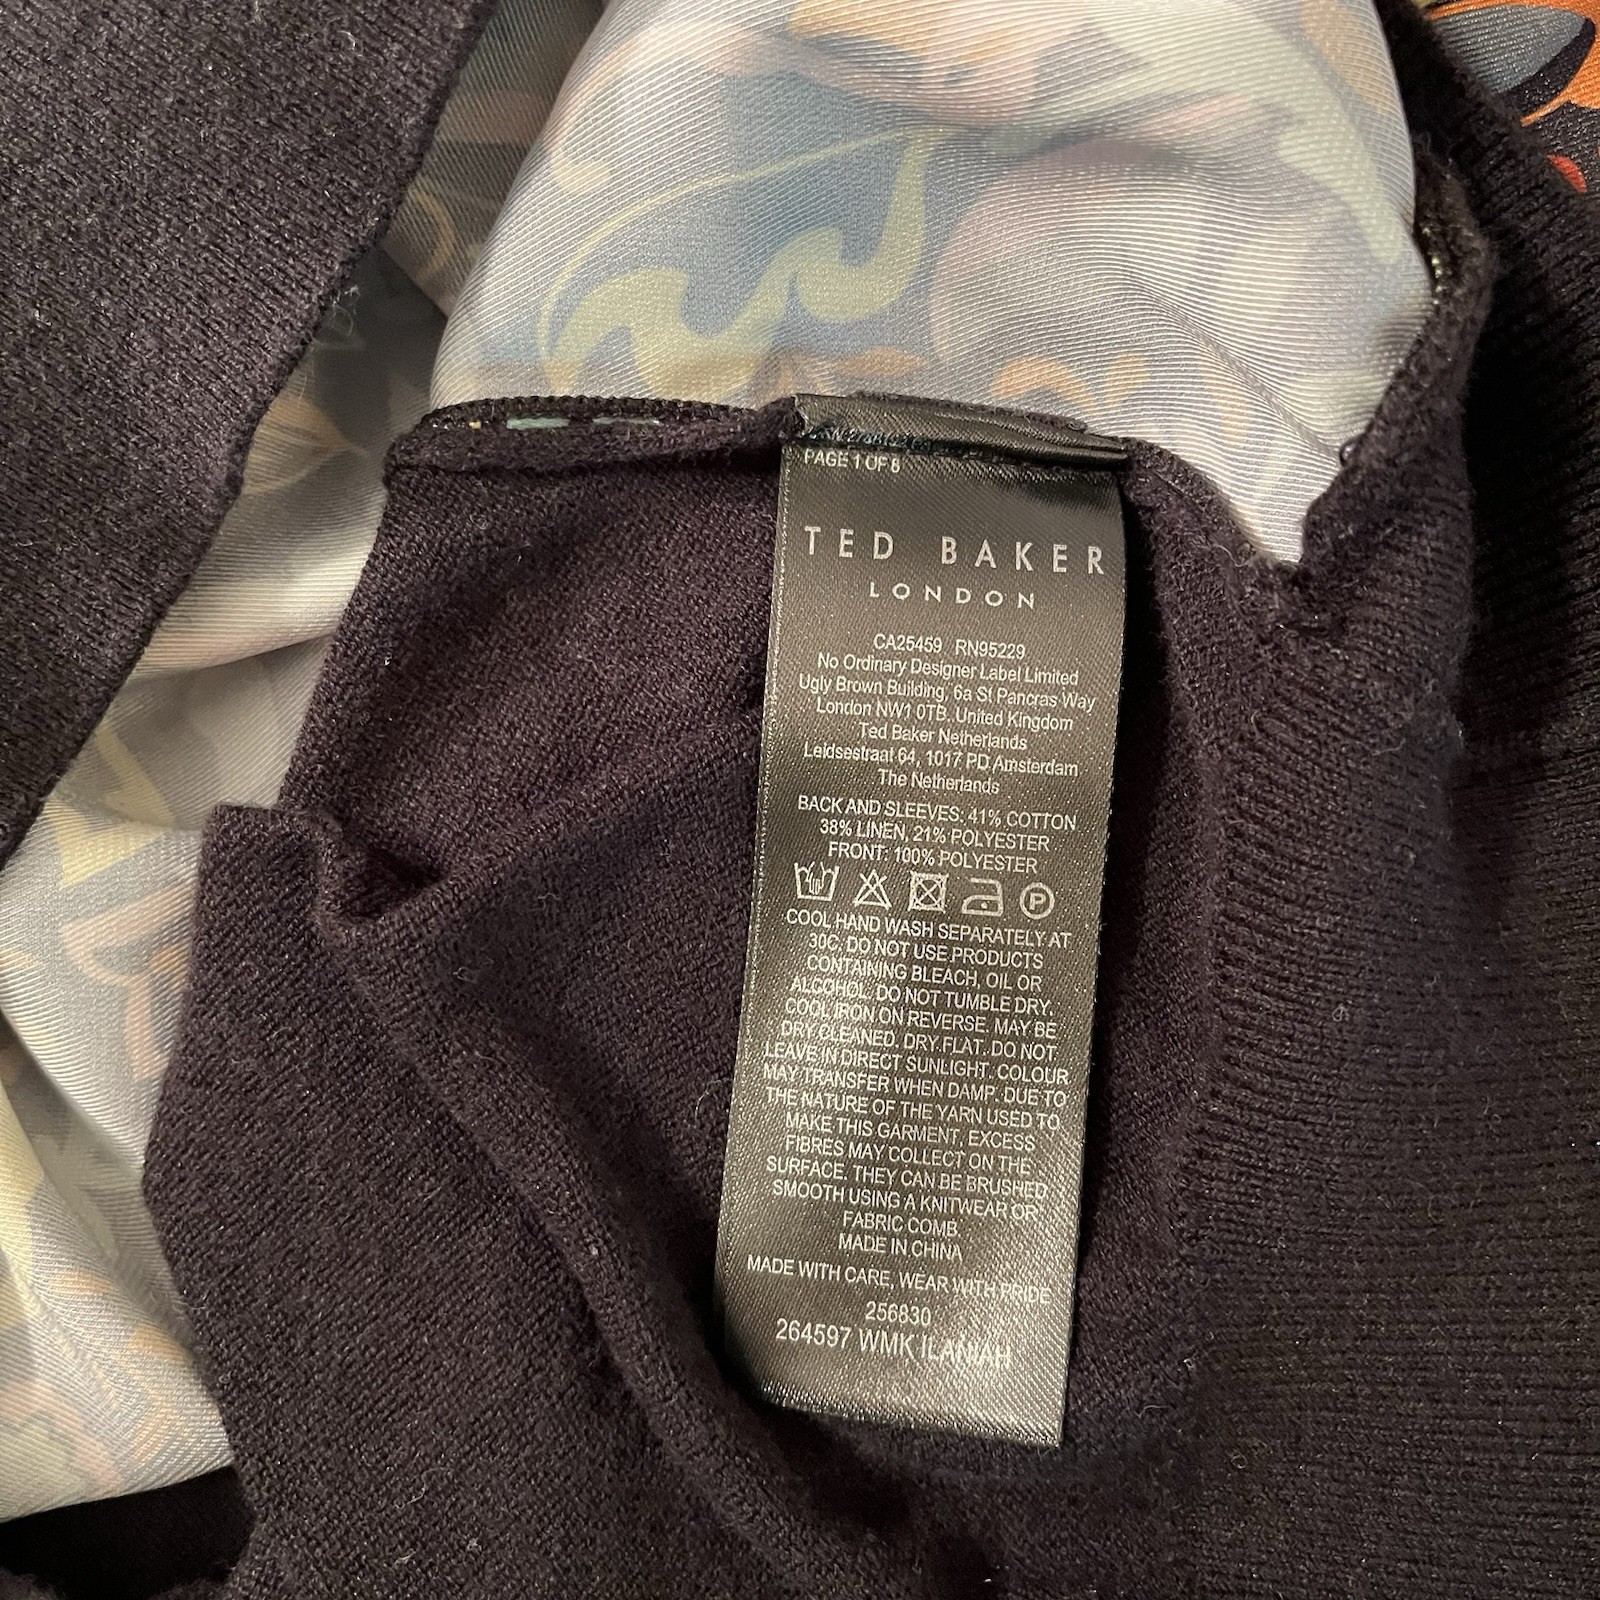 PAGE 1 OF 8
TED BAKER
LONDON
CA25459 RN95229
No Ordinary Designer Label Limited
Ugly Brown Building, 6a St Pancras Way
London NW1 0TB. United Kingdom
Ted Baker Netherlands
Leidsestraat 64, 1017 PD Amsterdam
The Netherlands
BACK AND SLEEVES: 41% COTTON
38% LINEN, 21% POLYESTER
FRONT: 100% POLYESTER
P
COOL HAND WASH SEPARATELY AT
30C, DO NOT USE PRODUCTS
CONTAINING BLEACH, OIL OR
ALCOHOL. DO NOT TUMBLE DRY.
COOL IRON ON REVERSE. MAY BE
DRY CLEANED. DRY FLAT. DO NOT
LEAVE IN DIRECT SUNLIGHT. COLOUR
MAY TRANSFER WHEN DAMP. DUE TO
THE NATURE OF THE YARN USED TO
MAKE THIS GARMENT, EXCESS
FIBRES MAY COLLECT ON THE
SURFACE. THEY CAN BE BRUSHED
SMOOTH USING A KNITWEAR OR
FABRIC COMB.
MADE IN CHINA
MADE WITH CARE, WEAR WITH PRIDE
256830
264597 WMK ILANIAH